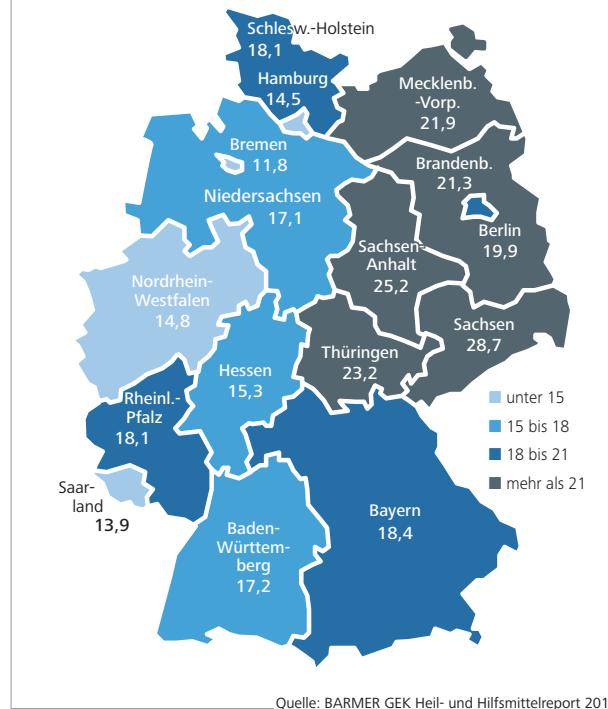 Schlesw.-Holstein
18,1
Hamburg
14,5
Mecklenb.
-Vorp.
21,9
Bremen
11,8
Brandenb.
21,3
Niedersachsen
17,1
Berlin
19,9
Sachsen-
Anhalt
25,2
Nordrhein-
Westfalen
14,8
Sachsen
28,7
Thüringen
23,2
Hessen
15,3
Rheinl.-
Pfalz
18,1
unter 15
15 bis 18
18 bis 21
mehr als 21
Saar-
land
13,9
Bayern
18,4
Baden-
Württem-
berg
17,2
Quelle: BARMER GEK Heil- und Hilfsmittelreport 201